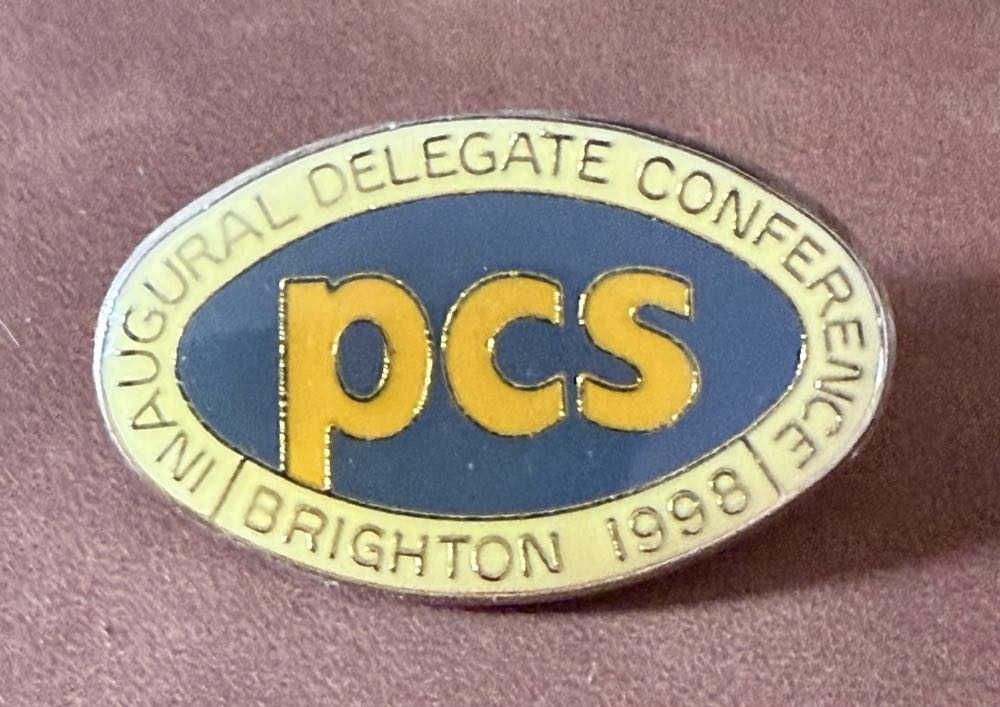 INAUGURAL DELEGATE CONFERENCE
pcs
BRIGHTON 1998